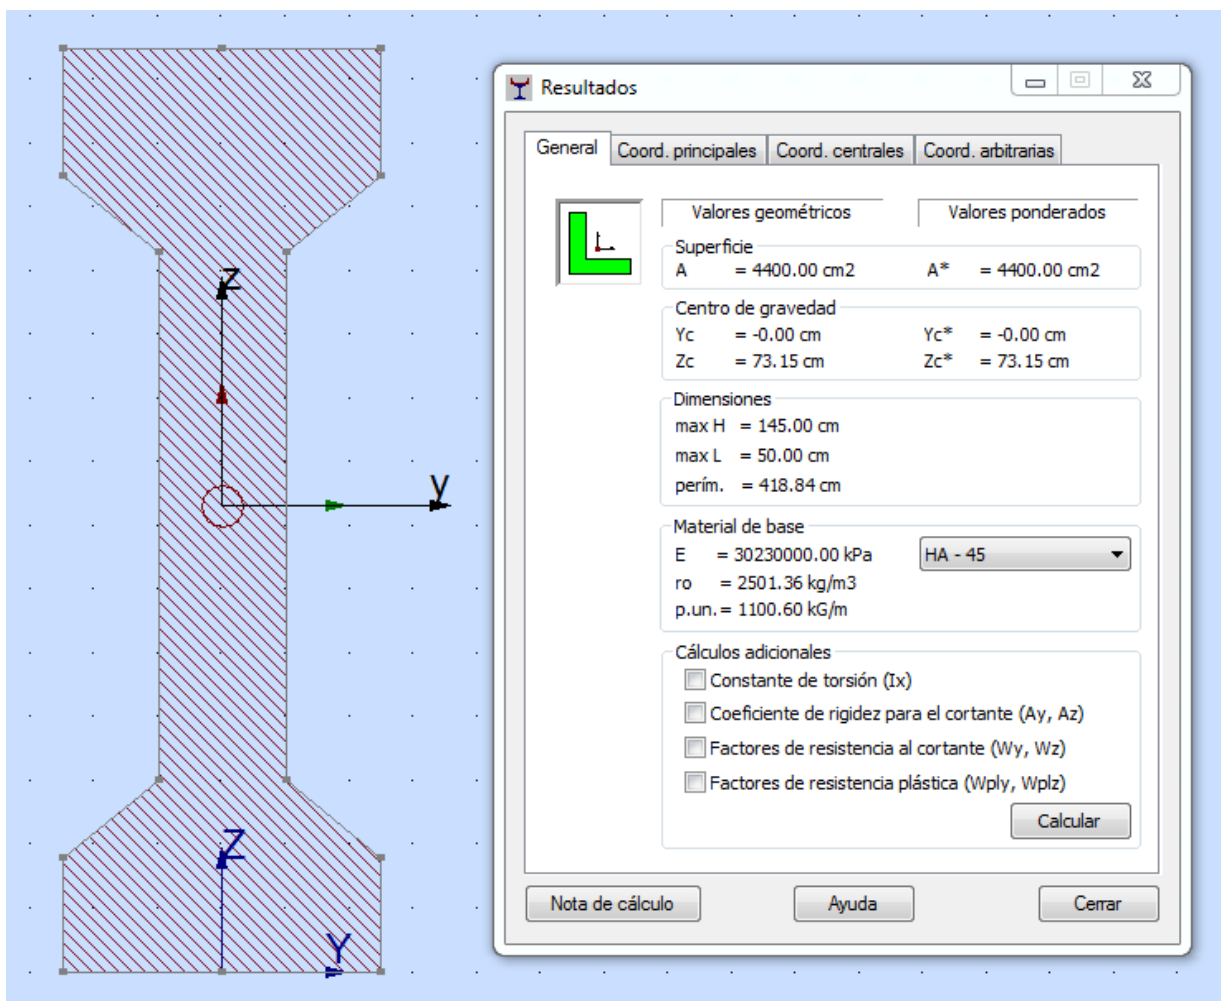 z
y
Z
Y
Resultados
General Coord. principales Coord. centrales Coord. arbitrarias
Valores geométricos Valores ponderados
Superficie
A = 4400.00 cm2 A* = 4400.00 cm2
Centro de gravedad
Yc = -0.00 cm Yc* = -0.00 cm
Zc = 73.15 cm Zc* = 73.15 cm
Dimensiones
max H = 145.00 cm
max L = 50.00 cm
perím. = 418.84 cm
Material de base
E = 30230000.00 kPa HA - 45
ro = 2501.36 kg/m3
p.un. = 1100.60 kG/m
Cálculos adicionales
Constante de torsión (Ix)
Coeficiente de rigidez para el cortante (Ay, Az)
Factores de resistencia al cortante (Wy, Wz)
Factores de resistencia plástica (Wply, Wplz)
Calcular
Nota de cálculo Ayuda Cerrar